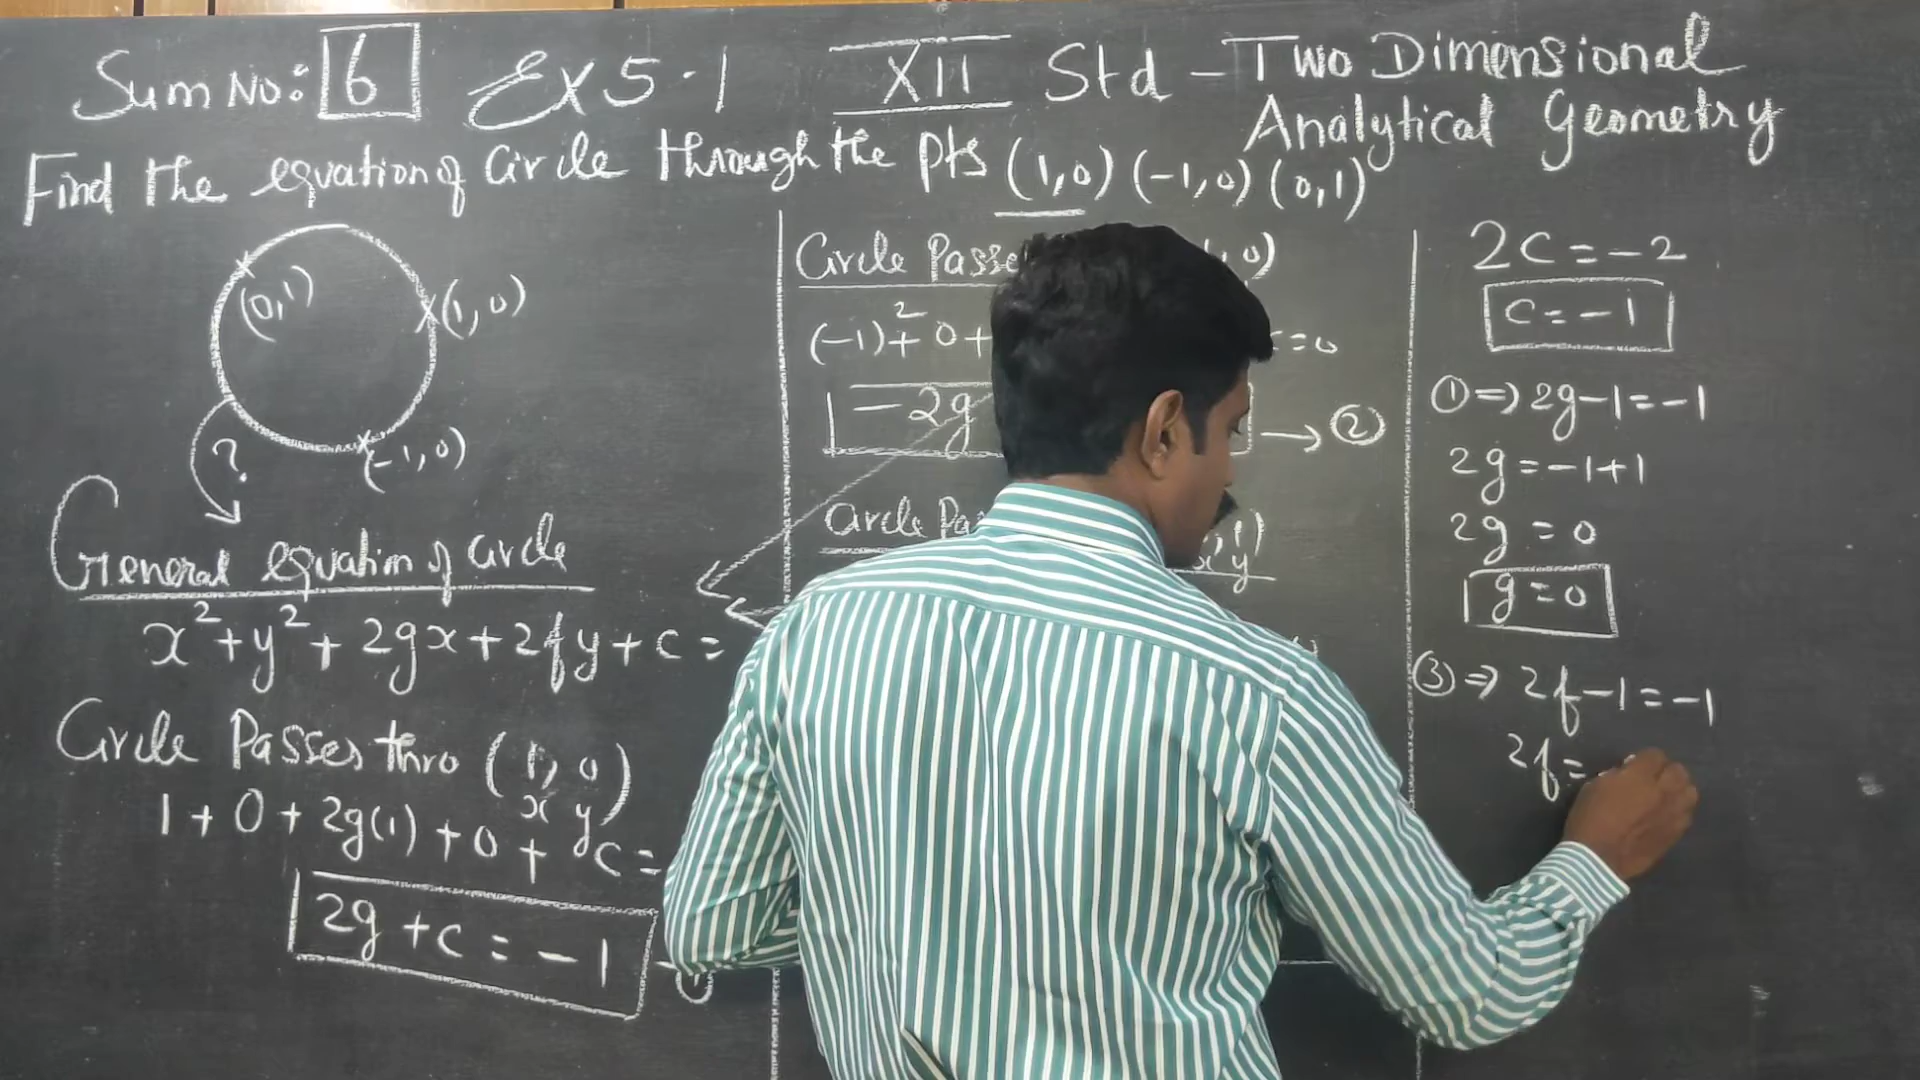 Sum No: 6 Ex 5.1 XII Std - Two Dimensional
Analytical Geometry
Find the equation of Circle through the pts (1,0) (-1,0) (0,1)
(0,1)
(1,0)
(-1,0)
?
General equation of circle
x²+y²+2gx+2fy+c=
Circle Passes thro (1,0)
x y
1+0+2g(1)+0+c=
2g+c=-1
①
Circle Passe ,0)
(-1)²+0+ =0
-2g → ②
Circle Pa ,1)
x y
2c=-2
c=-1
①⇒ 2g-1=-1
2g=-1+1
2g=0
g=0
③⇒ 2f-1=-1
2f=